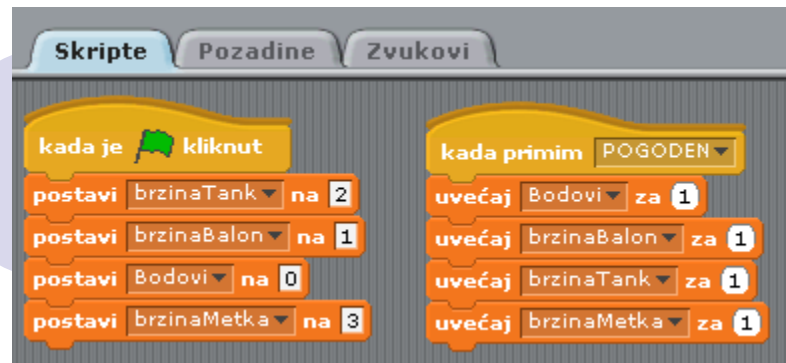 Skripte Pozadine Zvukovi
kada je kliknut
postavi brzinaTank na 2
postavi brzinaBalon na 1
postavi Bodovi na 0
postavi brzinaMetka na 3
kada primim POGODEN
uvećaj Bodovi za 1
uvećaj brzinaBalon za 1
uvećaj brzinaTank za 1
uvećaj brzinaMetka za 1